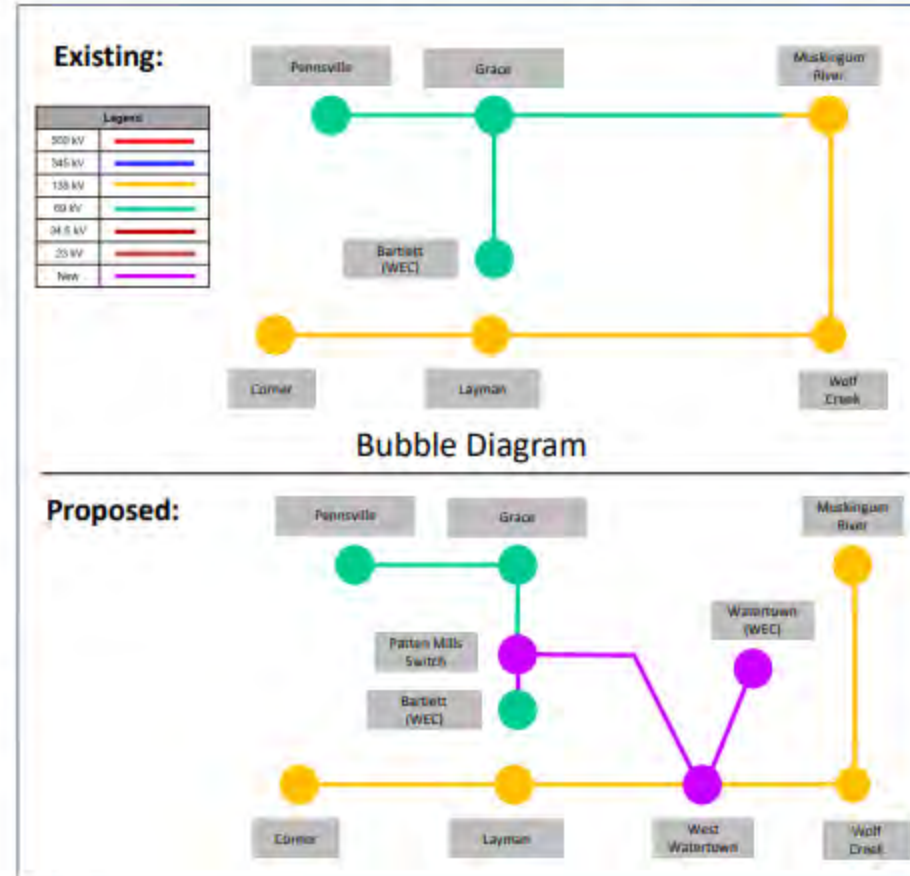 Existing:
Pennsville
Grace
Muskingum
River
Legend
345 kV
138 kV
69 kV
34.5 kV
23 kV
New
Bartlett
(WEC)
Corner
Layman
Wolf
Creek
Bubble Diagram
Proposed:
Pennsville
Grace
Muskingum
River
Watertown
(WEC)
Patten Mills
Switch
Bartlett
(WEC)
Corner
Layman
West
Watertown
Wolf
Creek